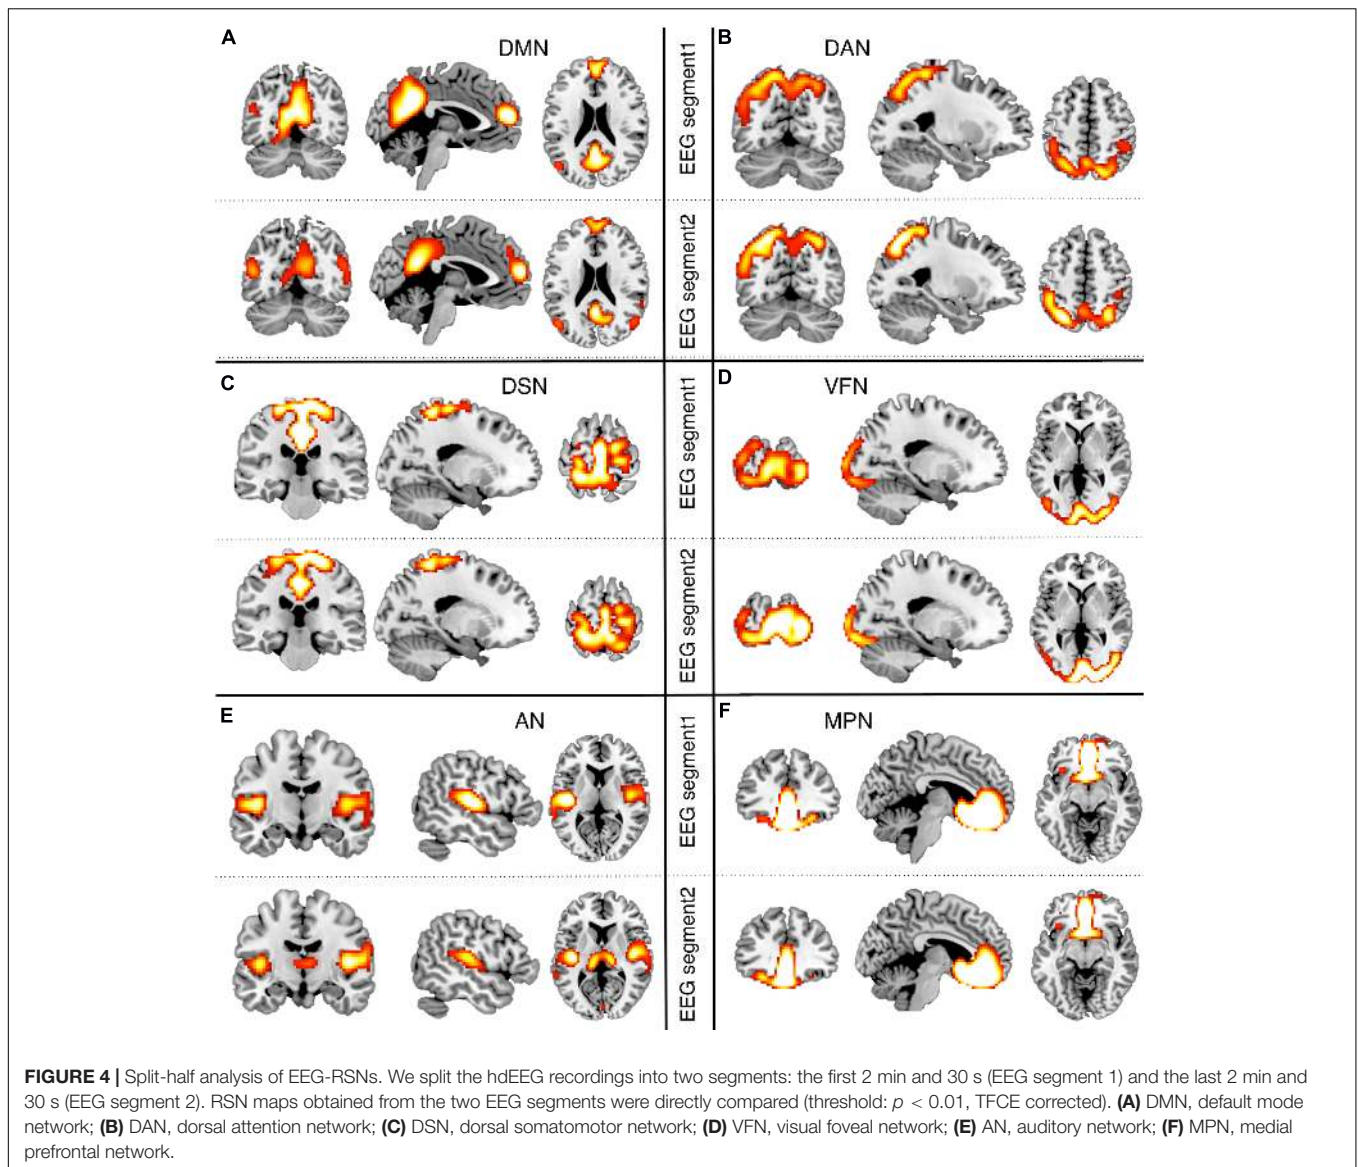 A
DMN
EEG segment1
B
DAN
EEG segment2
C
DSN
EEG segment1
D
VFN
EEG segment2
E
AN
EEG segment1
F
MPN
EEG segment2
FIGURE 4 | Split-half analysis of EEG-RSNs. We split the hdEEG recordings into two segments: the first 2 min and 30 s (EEG segment 1) and the last 2 min and
30 s (EEG segment 2). RSN maps obtained from the two EEG segments were directly compared (threshold: p < 0.01, TFCE corrected). (A) DMN, default mode
network; (B) DAN, dorsal attention network; (C) DSN, dorsal somatomotor network; (D) VFN, visual foveal network; (E) AN, auditory network; (F) MPN, medial
prefrontal network.